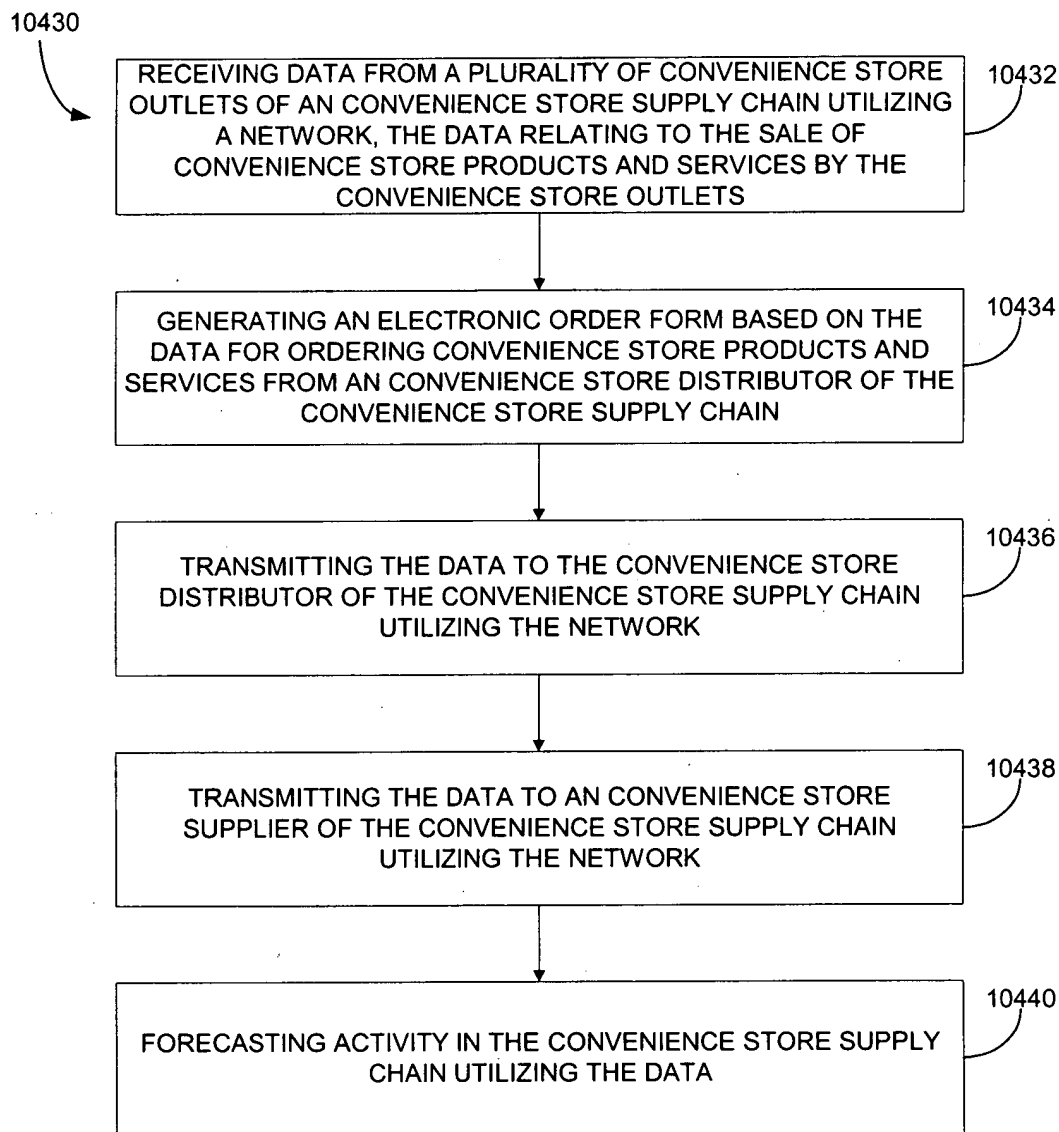 10430
RECEIVING DATA FROM A PLURALITY OF CONVENIENCE STORE
OUTLETS OF AN CONVENIENCE STORE SUPPLY CHAIN UTILIZING
A NETWORK, THE DATA RELATING TO THE SALE OF
CONVENIENCE STORE PRODUCTS AND SERVICES BY THE
CONVENIENCE STORE OUTLETS
10432
GENERATING AN ELECTRONIC ORDER FORM BASED ON THE
DATA FOR ORDERING CONVENIENCE STORE PRODUCTS AND
SERVICES FROM AN CONVENIENCE STORE DISTRIBUTOR OF THE
CONVENIENCE STORE SUPPLY CHAIN
10434
TRANSMITTING THE DATA TO THE CONVENIENCE STORE
DISTRIBUTOR OF THE CONVENIENCE STORE SUPPLY CHAIN
UTILIZING THE NETWORK
10436
TRANSMITTING THE DATA TO AN CONVENIENCE STORE
SUPPLIER OF THE CONVENIENCE STORE SUPPLY CHAIN
UTILIZING THE NETWORK
10438
FORECASTING ACTIVITY IN THE CONVENIENCE STORE SUPPLY
CHAIN UTILIZING THE DATA
10440